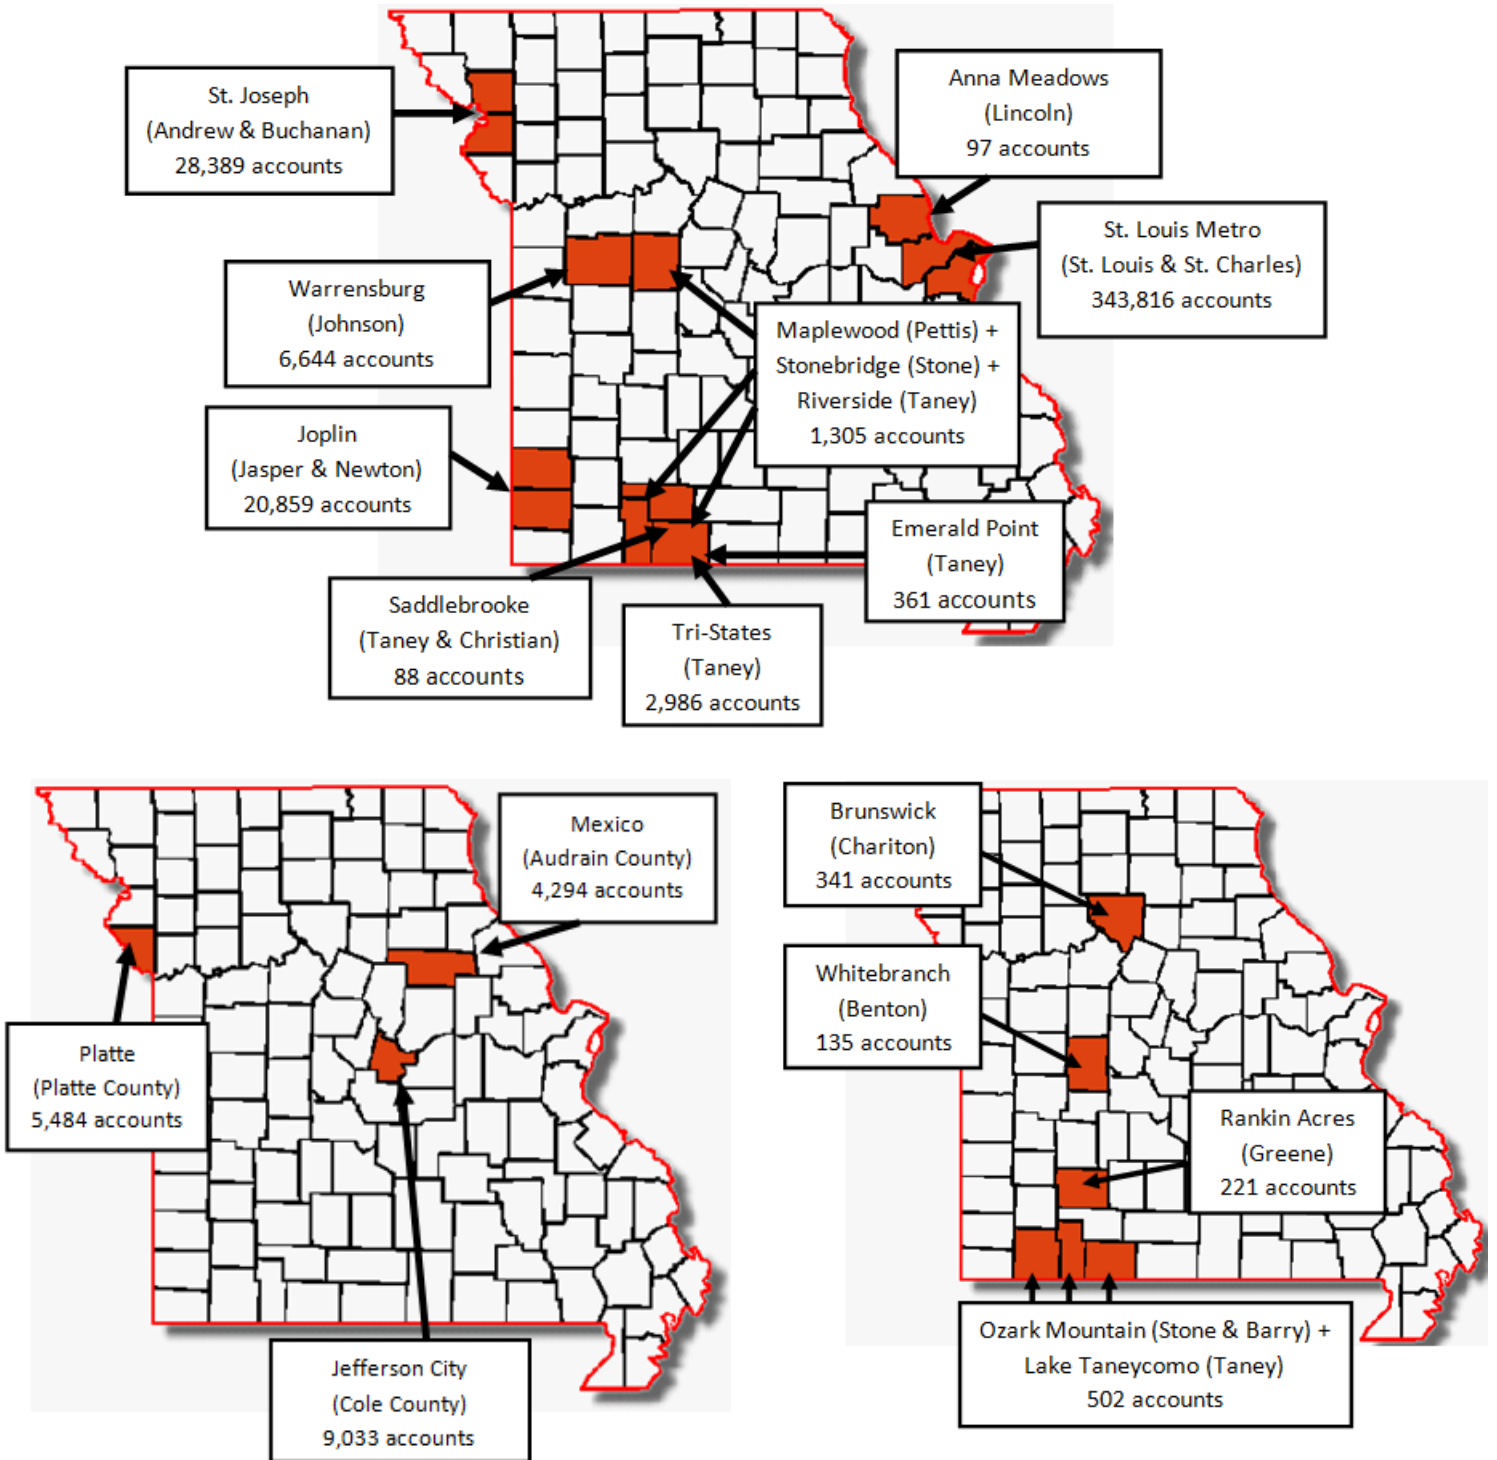 St. Joseph
(Andrew & Buchanan)
28,389 accounts
Anna Meadows
(Lincoln)
97 accounts
St. Louis Metro
(St. Louis & St. Charles)
343,816 accounts
Warrensburg
(Johnson)
6,644 accounts
Maplewood (Pettis) +
Stonebridge (Stone) +
Riverside (Taney)
1,305 accounts
Joplin
(Jasper & Newton)
20,859 accounts
Emerald Point
(Taney)
361 accounts
Saddlebrooke
(Taney & Christian)
88 accounts
Tri-States
(Taney)
2,986 accounts
Mexico
(Audrain County)
4,294 accounts
Platte
(Platte County)
5,484 accounts
Jefferson City
(Cole County)
9,033 accounts
Brunswick
(Chariton)
341 accounts
Whitebranch
(Benton)
135 accounts
Rankin Acres
(Greene)
221 accounts
Ozark Mountain (Stone & Barry) +
Lake Taneycomo (Taney)
502 accounts